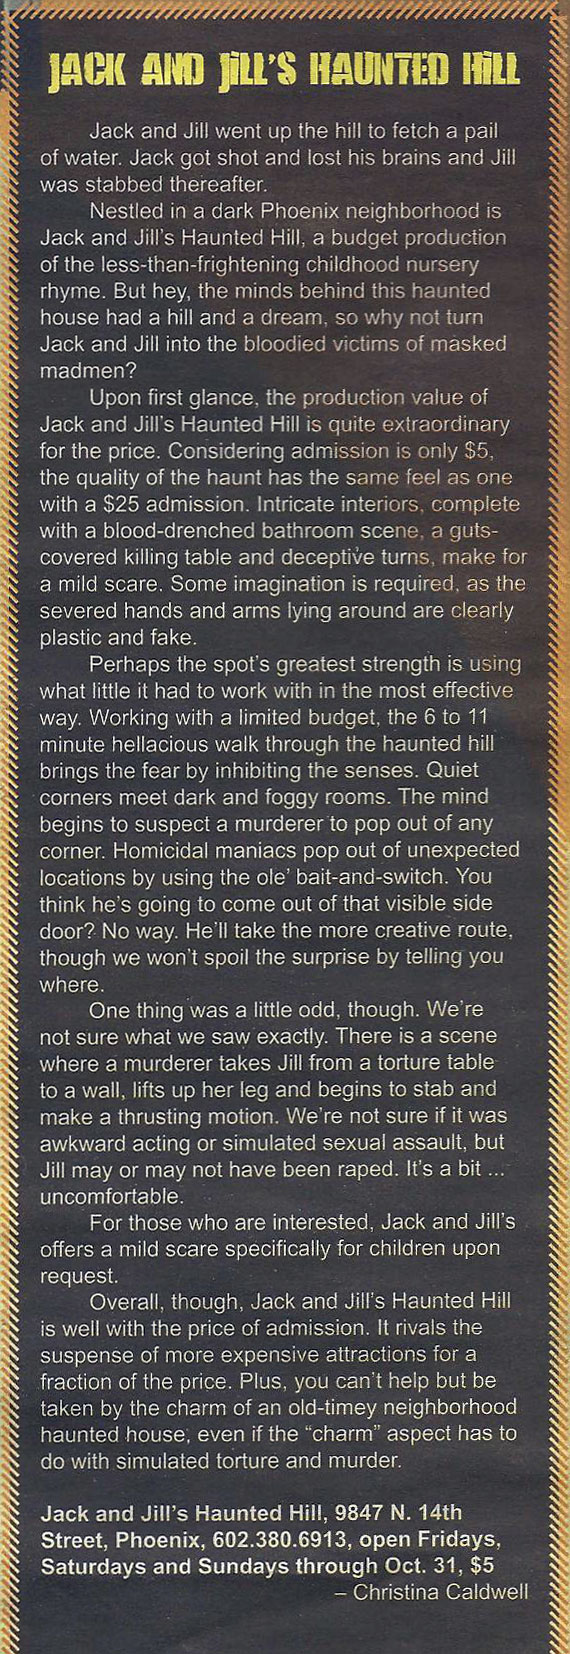 JACK AND JiLL'S HAUNTED HiLL
Jack and Jill went up the hill to fetch a pail
of water. Jack got shot and lost his brains and Jill
was stabbed thereafter.
Nestled in a dark Phoenix neighborhood is
Jack and Jill's Haunted Hill, a budget production
of the less-than-frightening childhood nursery
rhyme. But hey, the minds behind this haunted
house had a hill and a dream, so why not turn
Jack and Jill into the bloodied victims of masked
madmen?
Upon first glance, the production value of
Jack and Jill's Haunted Hill is quite extraordinary
for the price. Considering admission is only $5,
the quality of the haunt has the same feel as one
with a $25 admission. Intricate interiors, complete
with a blood-drenched bathroom scene, a guts-
covered killing table and deceptive turns, make for
a mild scare. Some imagination is required, as the
severed hands and arms lying around are clearly
plastic and fake.
Perhaps the spot's greatest strength is using
what little it had to work with in the most effective
way. Working with a limited budget, the 6 to 11
minute hellacious walk through the haunted hill
brings the fear by inhibiting the senses. Quiet
corners meet dark and foggy rooms. The mind
begins to suspect a murderer to pop out of any
corner. Homicidal maniacs pop out of unexpected
locations by using the ole' bait-and-switch. You
think he's going to come out of that visible side
door? No way. He'll take the more creative route,
though we won't spoil the surprise by telling you
where.
One thing was a little odd, though. We're
not sure what we saw exactly. There is a scene
where a murderer takes Jill from a torture table
to a wall, lifts up her leg and begins to stab and
make a thrusting motion. We're not sure if it was
awkward acting or simulated sexual assault, but
Jill may or may not have been raped. It's a bit ...
uncomfortable.
For those who are interested, Jack and Jill's
offers a mild scare specifically for children upon
request.
Overall, though, Jack and Jill's Haunted Hill
is well with the price of admission. It rivals the
suspense of more expensive attractions for a
fraction of the price. Plus, you can't help but be
taken by the charm of an old-timey neighborhood
haunted house, even if the "charm" aspect has to
do with simulated torture and murder.
Jack and Jill's Haunted Hill, 9847 N. 14th
Street, Phoenix, 602.380.6913, open Fridays,
Saturdays and Sundays through Oct. 31, $5
– Christina Caldwell